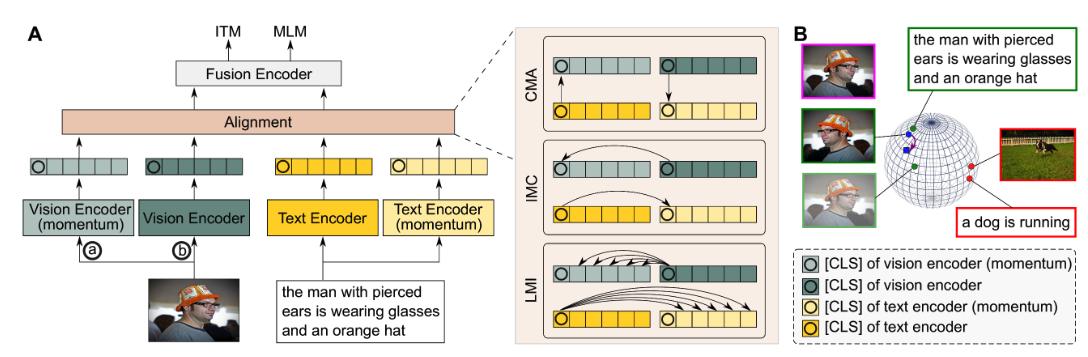 A
ITM
MLM
Fusion Encoder
Alignment
Vision Encoder
(momentum)
Vision Encoder
Text Encoder
Text Encoder
(momentum)
a
b
the man with pierced
ears is wearing glasses
and an orange hat
CMA
IMC
LMI
B
the man with pierced
ears is wearing glasses
and an orange hat
a dog is running
[CLS] of vision encoder (momentum)
[CLS] of vision encoder
[CLS] of text encoder (momentum)
[CLS] of text encoder